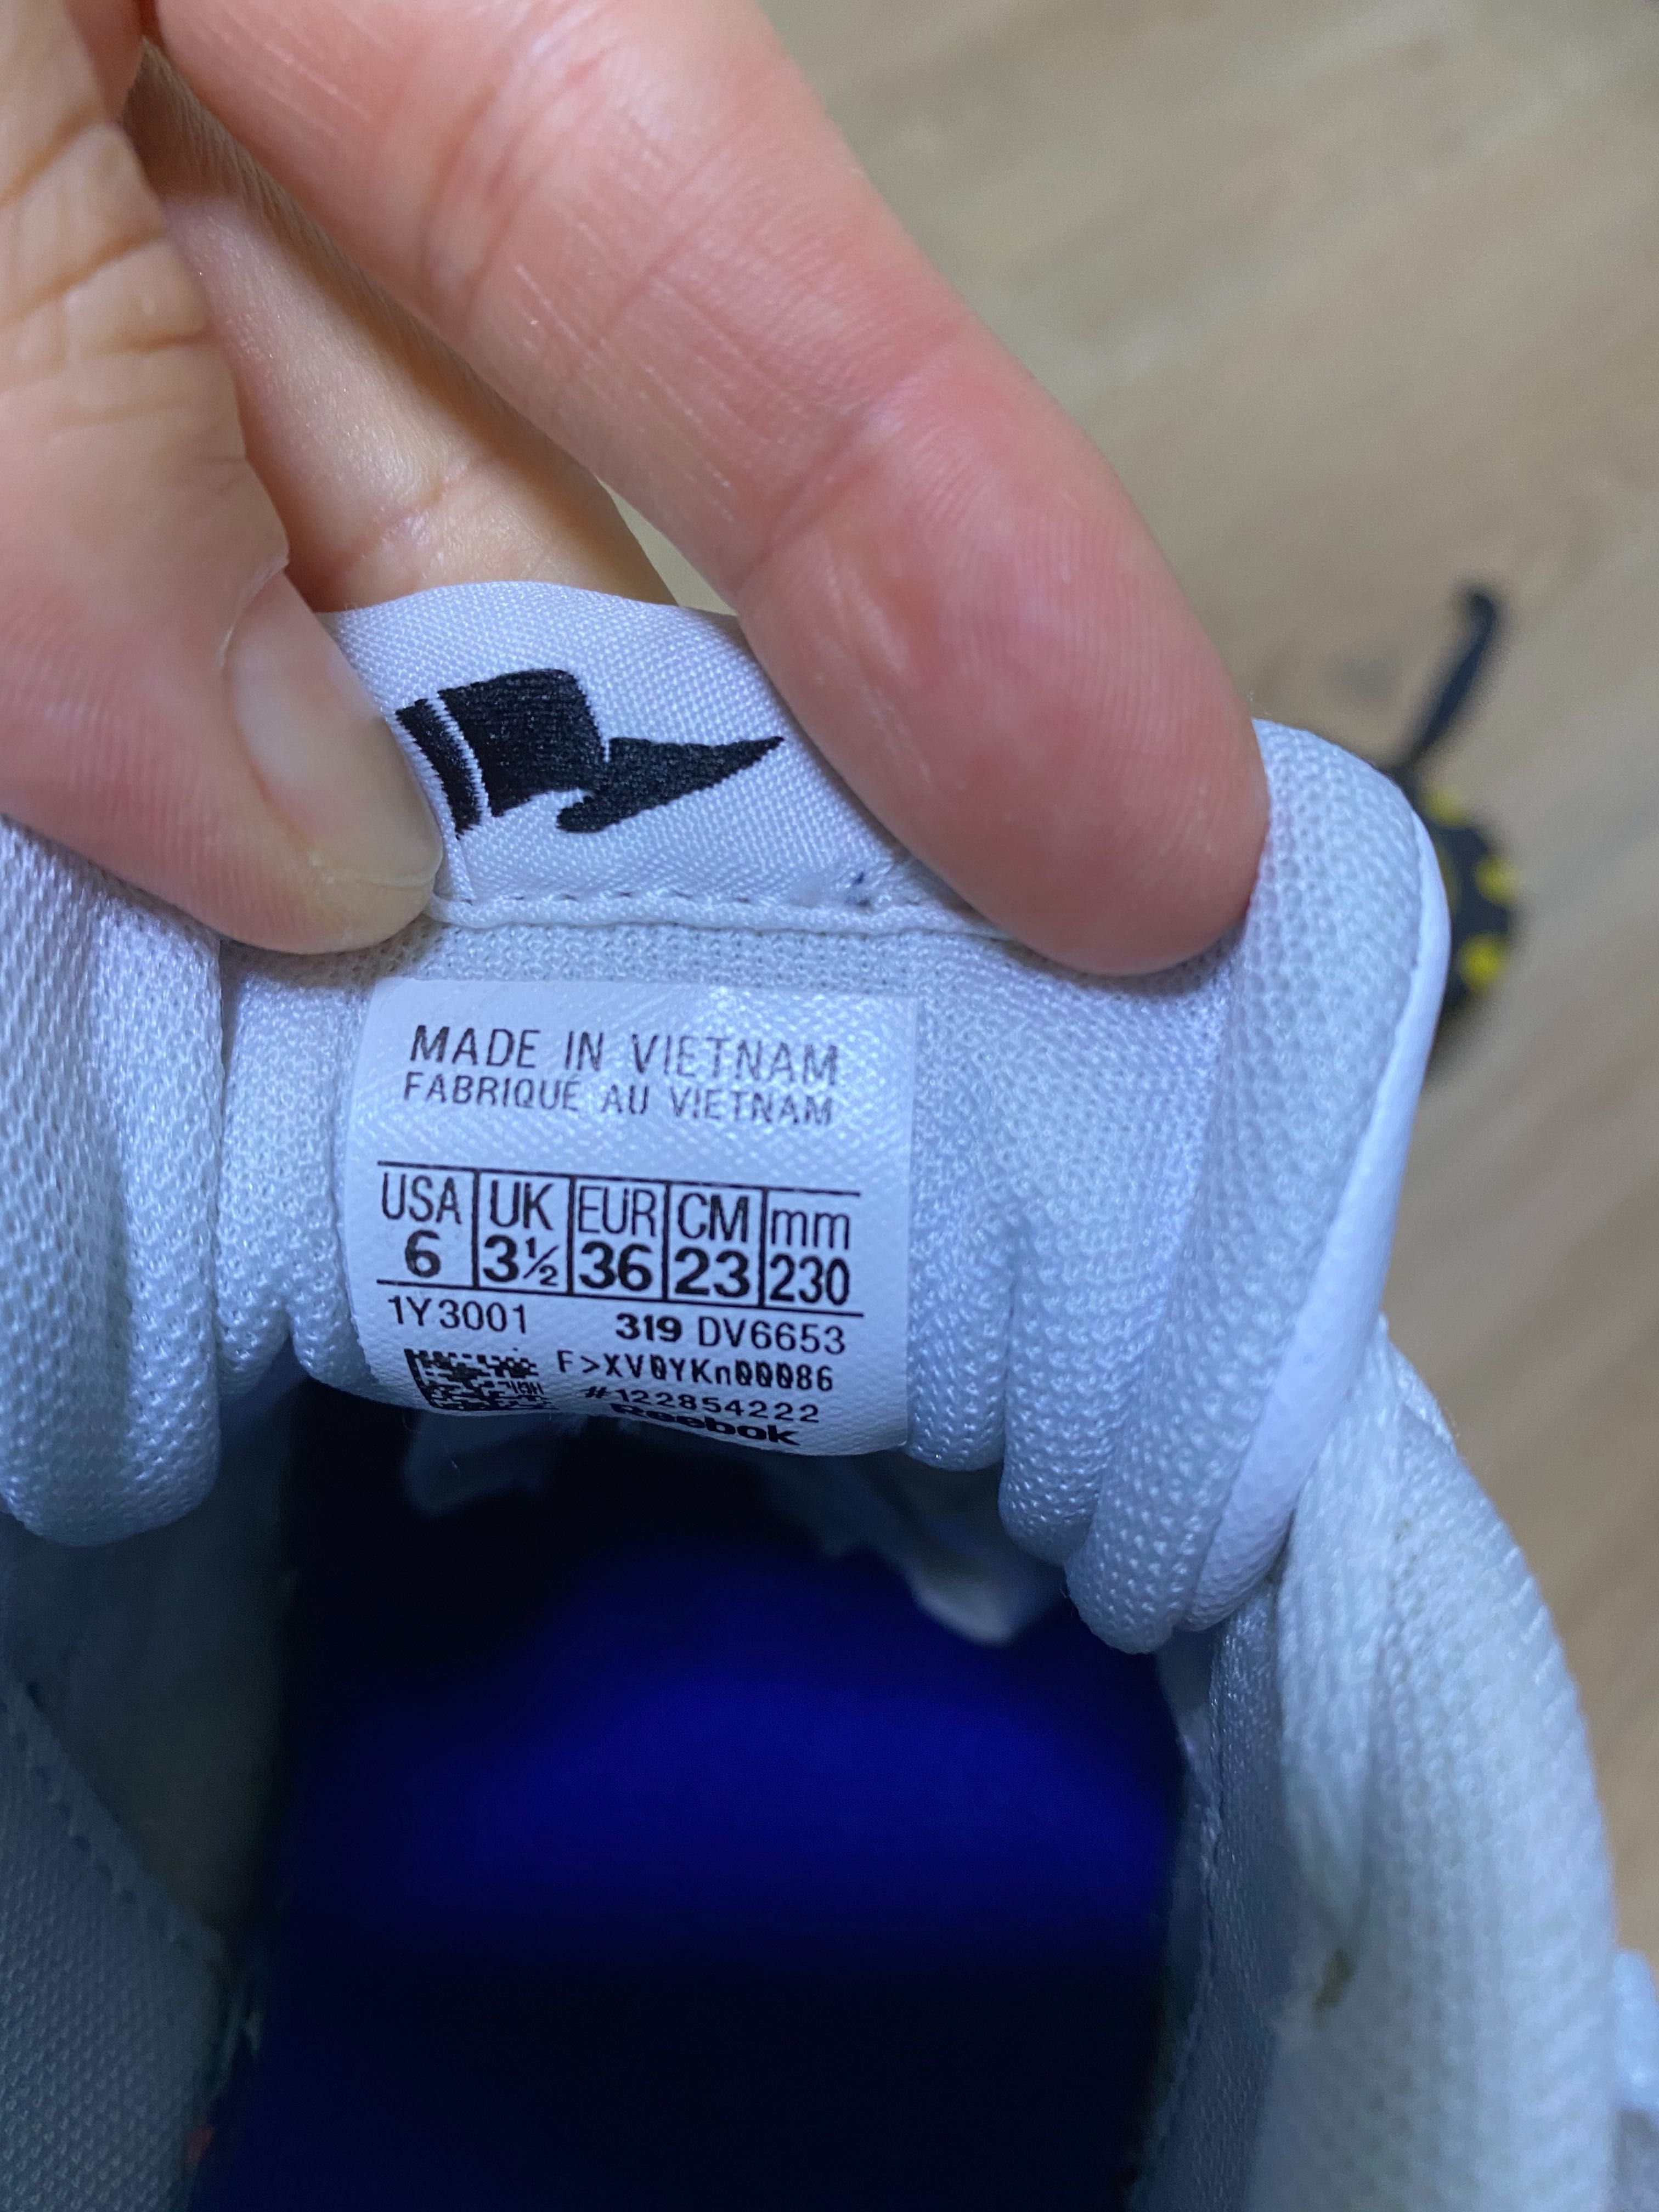 MADE IN VIETNAM
FABRIQUÉ AU VIETNAM
USA UK EUR CM mm
6 3½ 36 23 230
1Y3001 319 DV6653
F>XV0YKn00086
#122854222
Reebok